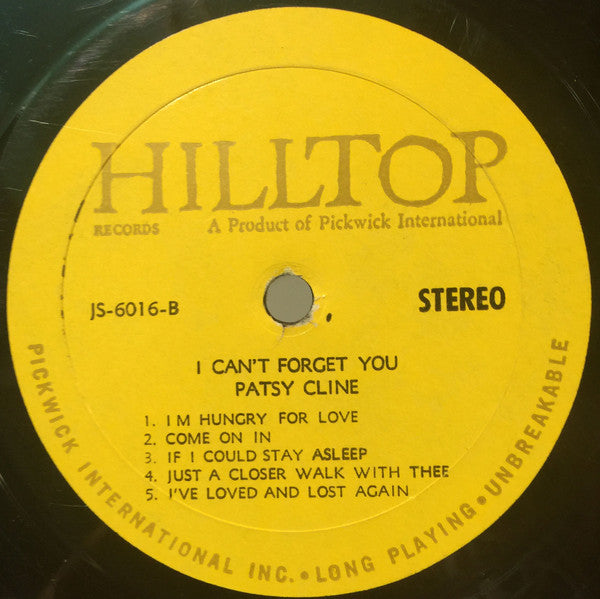 HILLTOP
RECORDS A Product of Pickwick International
JS-6016-B STEREO
I CAN'T FORGET YOU
PATSY CLINE
1. I M HUNGRY FOR LOVE
2. COME ON IN
3. IF I COULD STAY ASLEEP
4. JUST A CLOSER WALK WITH THEE
5. I'VE LOVED AND LOST AGAIN
PICKWICK INTERNATIONAL INC. • LONG PLAYING • UNBREAKABLE